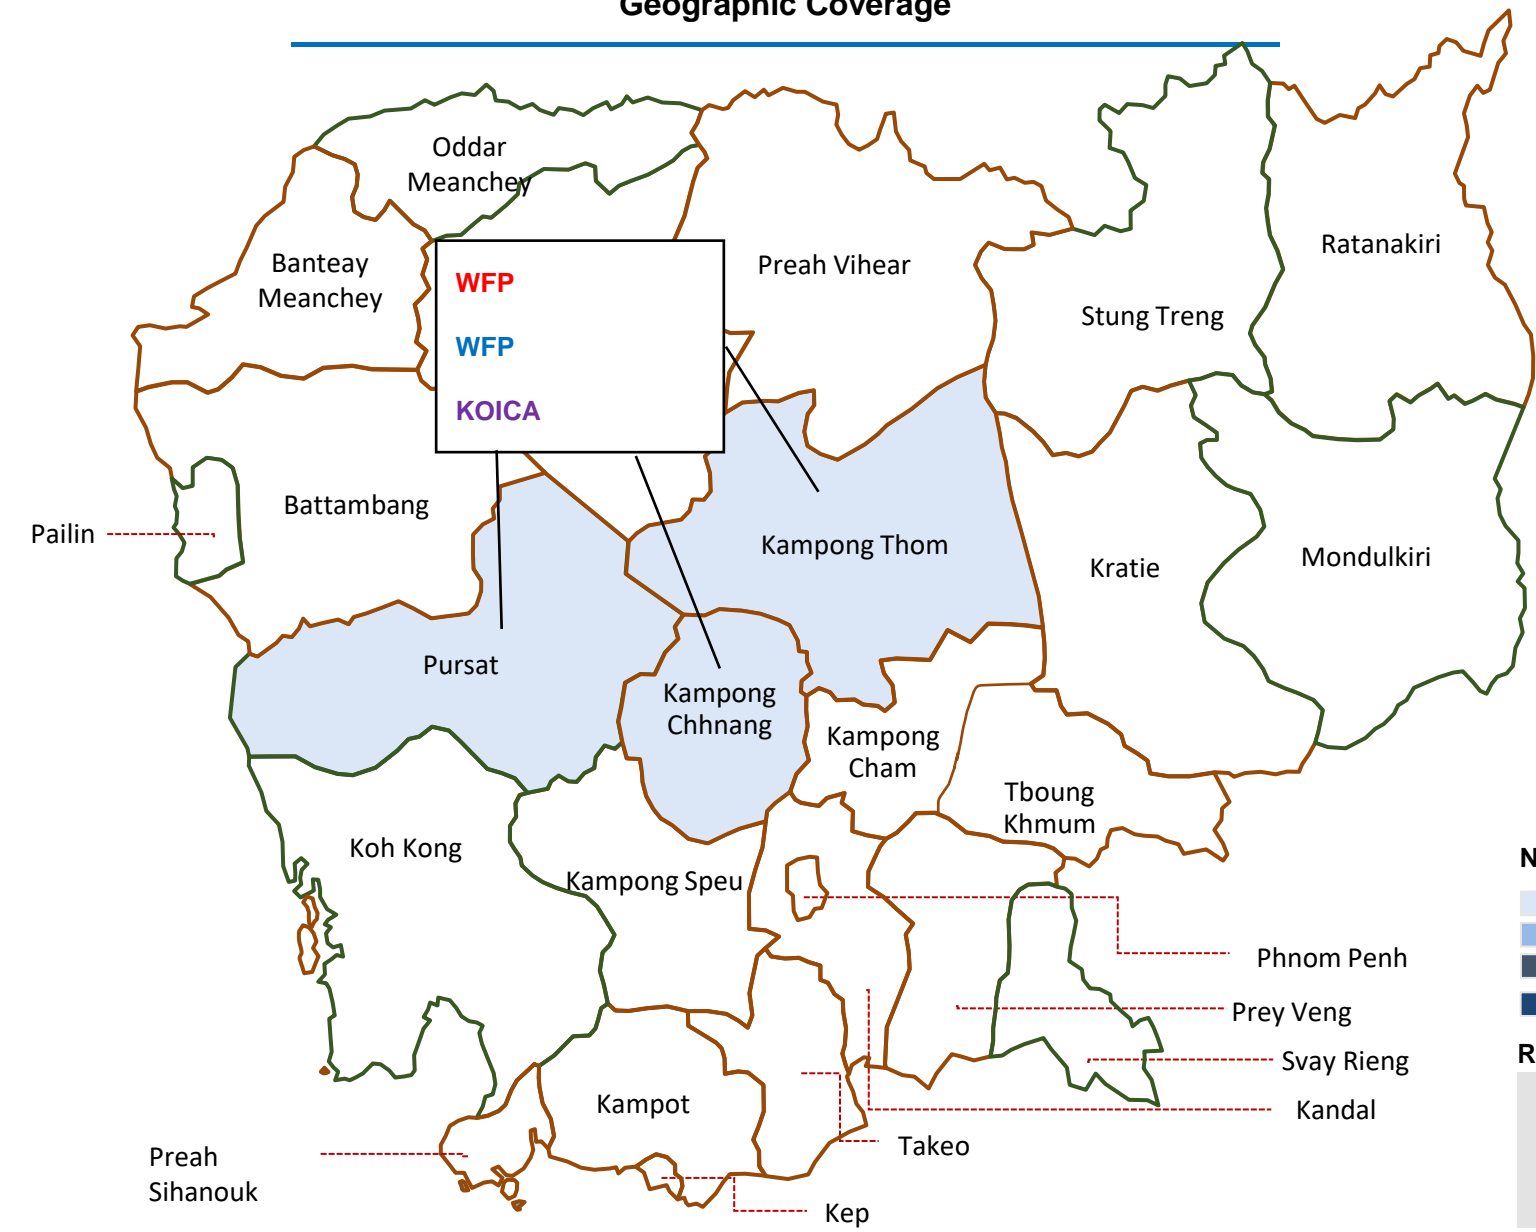 Geographic Coverage
Oddar
Meanchey
Banteay
Meanchey
Preah Vihear
Ratanakiri
Stung Treng
WFP
WFP
KOICA
Battambang
Pailin
Kampong Thom
Kratie
Mondulkiri
Pursat
Kampong
Chhnang
Kampong
Cham
Tboung
Khmum
Koh Kong
Kampong Speu
N
Phnom Penh
Prey Veng
R
Svay Rieng
Kandal
Kampot
Takeo
Preah
Sihanouk
Kep